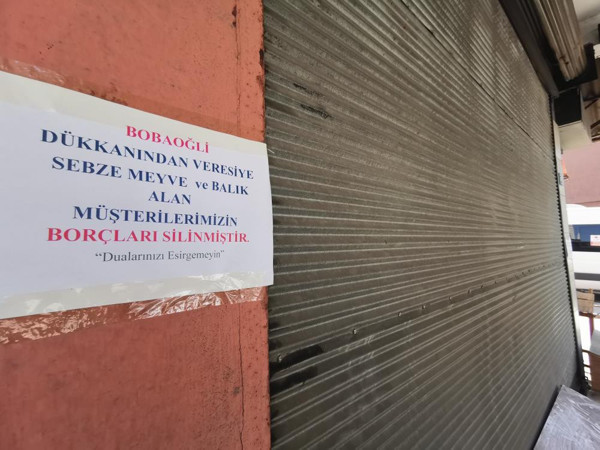 BOBAOĞLİ
DÜKKANINDAN VERESİYE
SEBZE MEYVE ve BALIK
ALAN
MÜŞTERİLERİMİZİN
BORÇLARI SİLİNMİŞTİR.
“Dualarınızı Esirgemeyin”